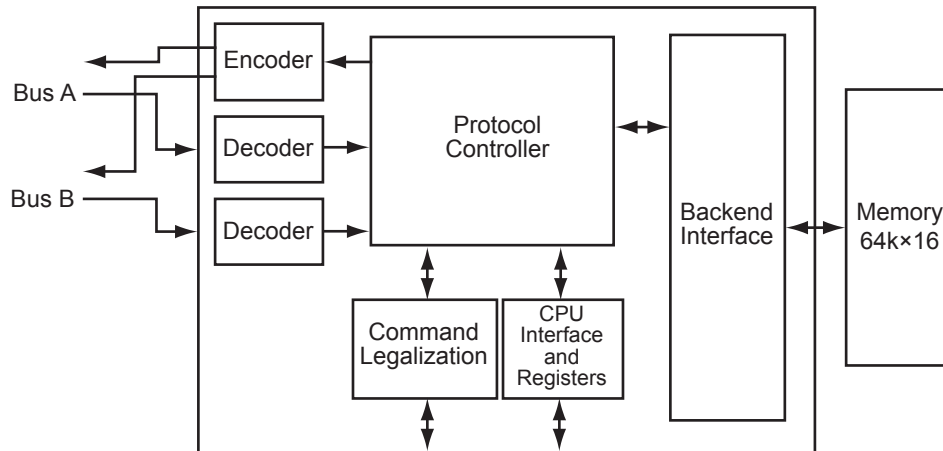 Encoder
Bus A
Decoder
Bus B
Decoder
Protocol
Controller
Backend
Interface
Memory
64k×16
Command
Legalization
CPU
Interface
and
Registers